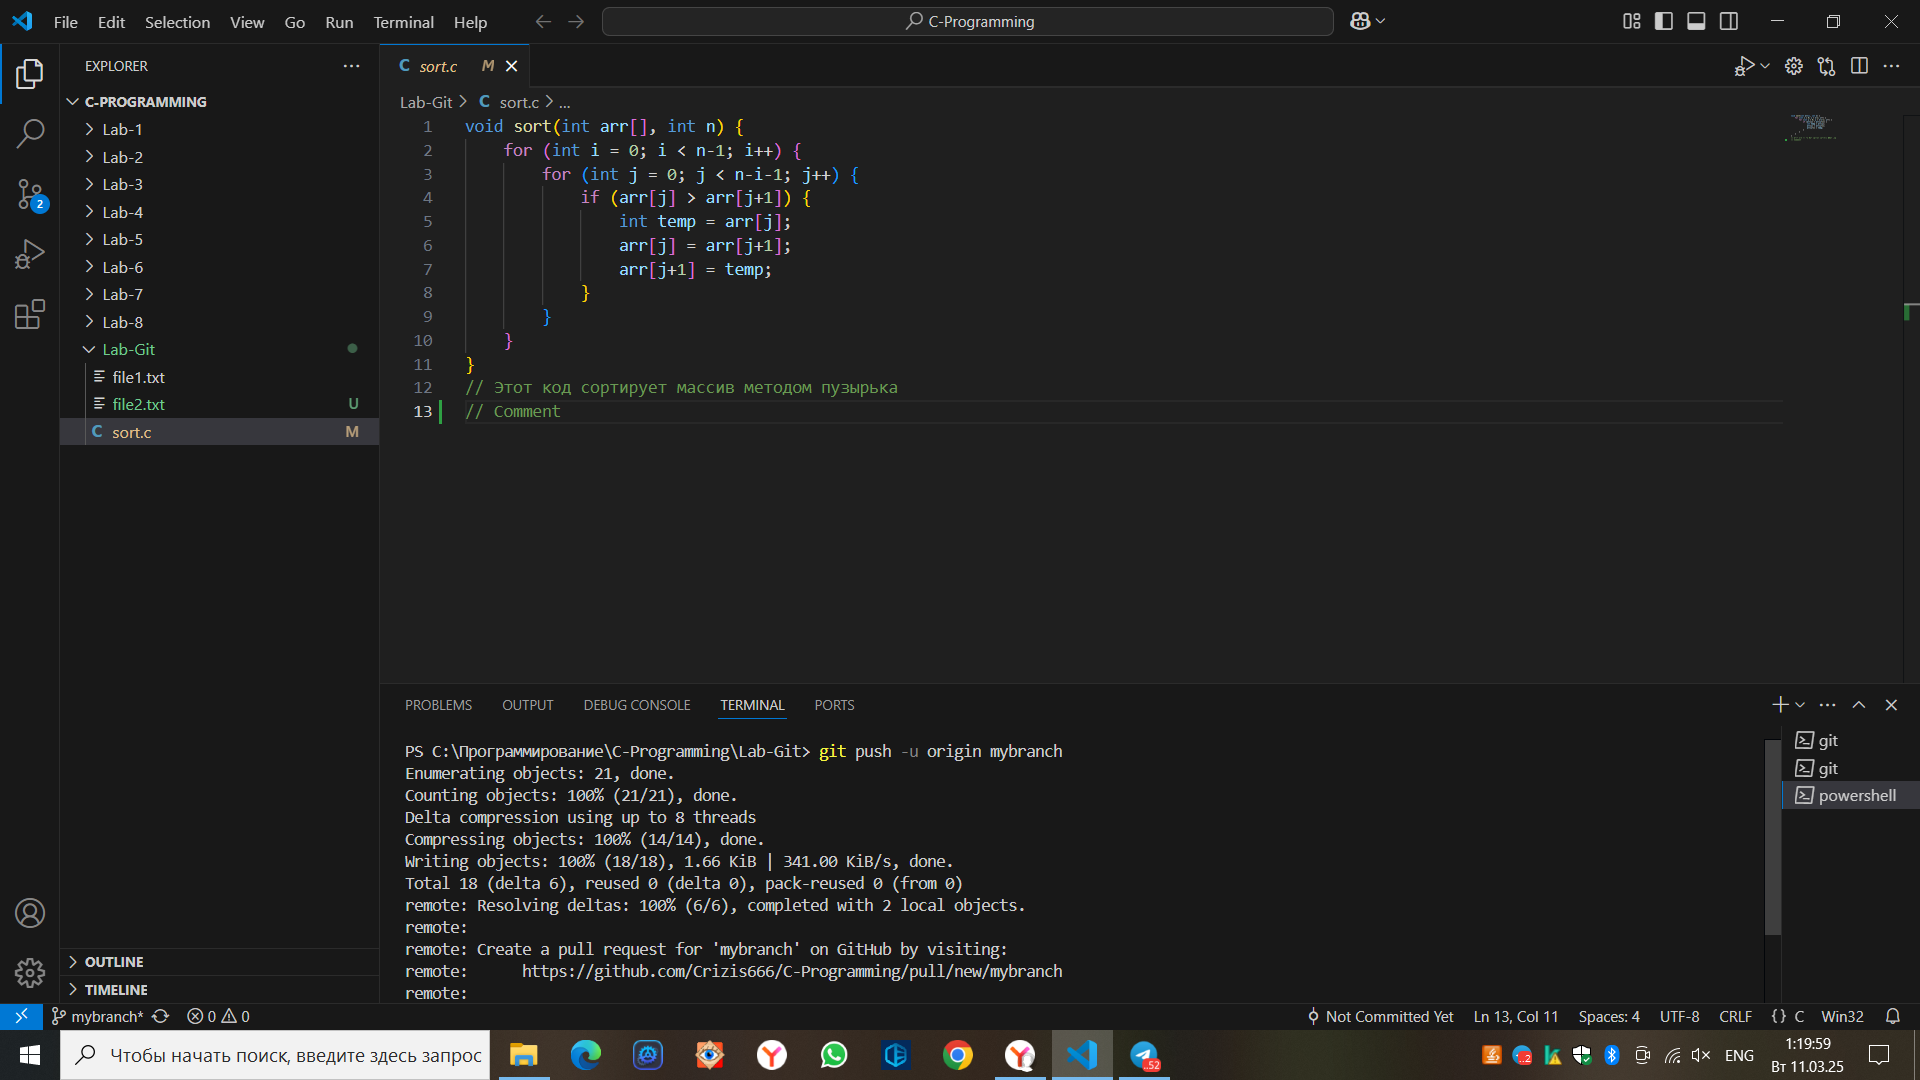 File Edit Selection View Go Run Terminal Help
C-Programming
EXPLORER
C-PROGRAMMING
Lab-1
Lab-2
Lab-3
Lab-4
Lab-5
Lab-6
Lab-7
Lab-8
Lab-Git
file1.txt
file2.txt U
sort.c M
OUTLINE
TIMELINE
2
C sort.c M
Lab-Git > C sort.c > ...
1 void sort(int arr[], int n) {
2 for (int i = 0; i < n-1; i++) {
3 for (int j = 0; j < n-i-1; j++) {
4 if (arr[j] > arr[j+1]) {
5 int temp = arr[j];
6 arr[j] = arr[j+1];
7 arr[j+1] = temp;
8 }
9 }
10 }
11 }
12 // Этот код сортирует массив методом пузырька
13 // Comment
PROBLEMS OUTPUT DEBUG CONSOLE TERMINAL PORTS
PS C:\Программирование\C-Programming\Lab-Git> git push -u origin mybranch
Enumerating objects: 21, done.
Counting objects: 100% (21/21), done.
Delta compression using up to 8 threads
Compressing objects: 100% (14/14), done.
Writing objects: 100% (18/18), 1.66 KiB | 341.00 KiB/s, done.
Total 18 (delta 6), reused 0 (delta 0), pack-reused 0 (from 0)
remote: Resolving deltas: 100% (6/6), completed with 2 local objects.
remote:
remote: Create a pull request for 'mybranch' on GitHub by visiting:
remote: https://github.com/Crizis666/C-Programming/pull/new/mybranch
remote:
git
git
powershell
mybranch* 0 0
Not Committed Yet Ln 13, Col 11 Spaces: 4 UTF-8 CRLF {} C Win32
Чтобы начать поиск, введите здесь запрос
..52
..2
ENG
1:19:59
Вт 11.03.25